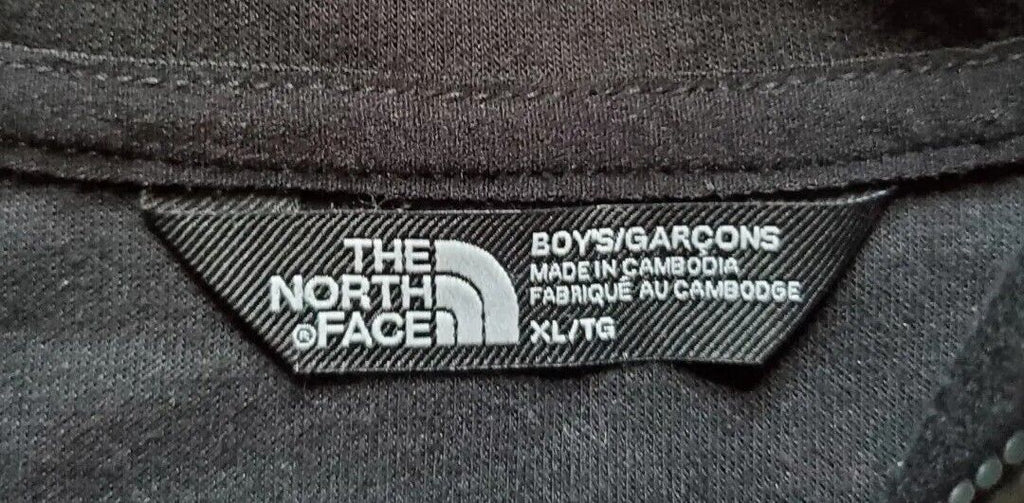 THE
NORTH
®FACE
BOY'S/GARÇONS
MADE IN CAMBODIA
FABRIQUÉ AU CAMBODGE
XL/TG